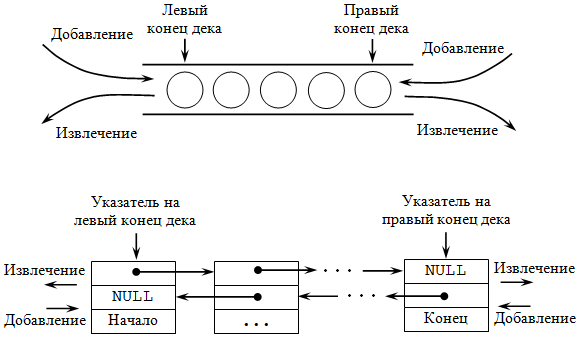 Левый
конец дека
Правый
конец дека
Добавление
Добавление
Извлечение
Извлечение
Указатель на
левый конец дека
Указатель на
правый конец дека
Извлечение
NULL
Извлечение
NULL
Добавление
Начало
...
Конец
Добавление